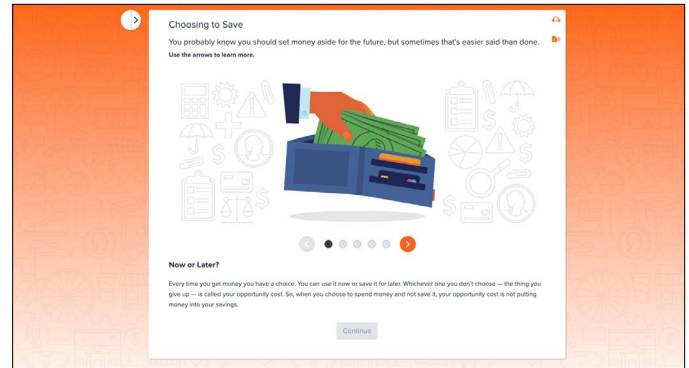 Choosing to Save
You probably know you should set money aside for the future, but sometimes that's easier said than done.
Use the arrows to learn more.
Now or Later?
Every time you get money you have a choice. You can use it now or save it for later. Whichever one you don't choose — the thing you
give up — is called your opportunity cost. So, when you choose to spend money and not save it, your opportunity cost is not putting
money into your savings.
Continue